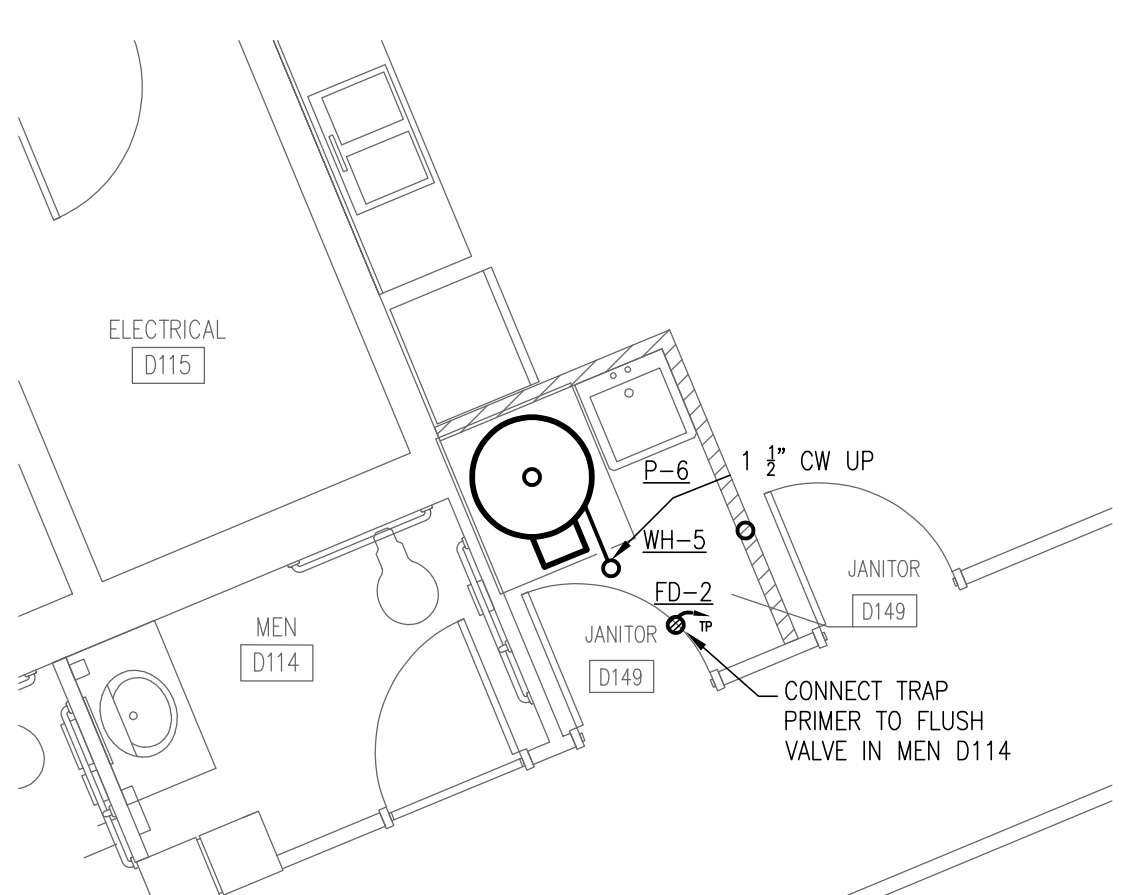 ELECTRICAL
D115
P-6
1 ½" CW UP
WH-5
JANITOR
D149
FD-2
TP
MEN
D114
JANITOR
D149
CONNECT TRAP
PRIMER TO FLUSH
VALVE IN MEN D114